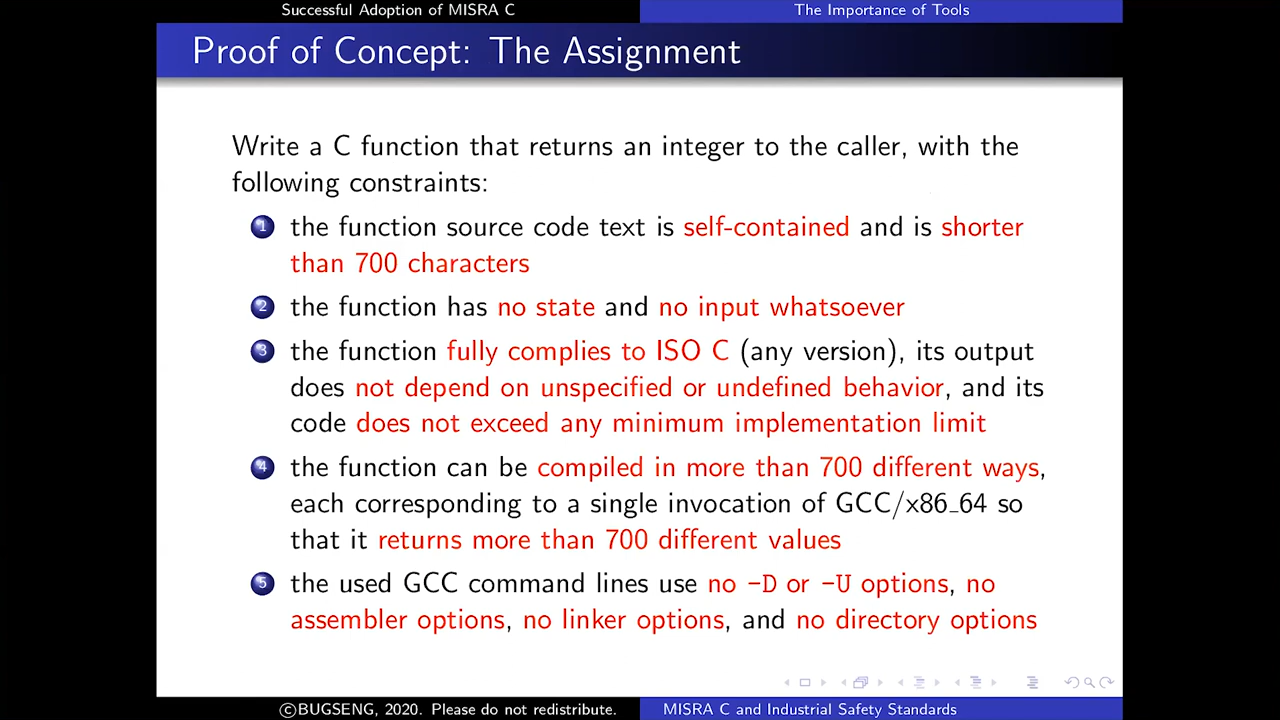 Successful Adoption of MISRA C
The Importance of Tools
Proof of Concept: The Assignment
Write a C function that returns an integer to the caller, with the
following constraints:
1 the function source code text is self-contained and is shorter
than 700 characters
2 the function has no state and no input whatsoever
3 the function fully complies to ISO C (any version), its output
does not depend on unspecified or undefined behavior, and its
code does not exceed any minimum implementation limit
4 the function can be compiled in more than 700 different ways,
each corresponding to a single invocation of GCC/x86_64 so
that it returns more than 700 different values
5 the used GCC command lines use no -D or -U options, no
assembler options, no linker options, and no directory options
©BUGSENG, 2020. Please do not redistribute.
MISRA C and Industrial Safety Standards